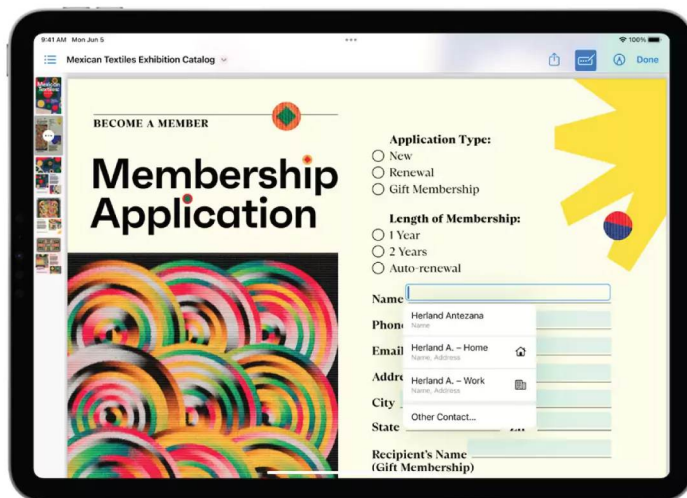 9:41 AM Mon Jun 5
100%
Mexican Textiles Exhibition Catalog
Done
BECOME A MEMBER
Membership
Application
Application Type:
New
Renewal
Gift Membership
Length of Membership:
1 Year
2 Years
Auto-renewal
Name
Herland Antezana
Name
Herland A. – Home
Name, Address
Herland A. – Work
Name, Address
Other Contact...
Phon
Email
Addre
City
State
Recipient's Name
(Gift Membership)